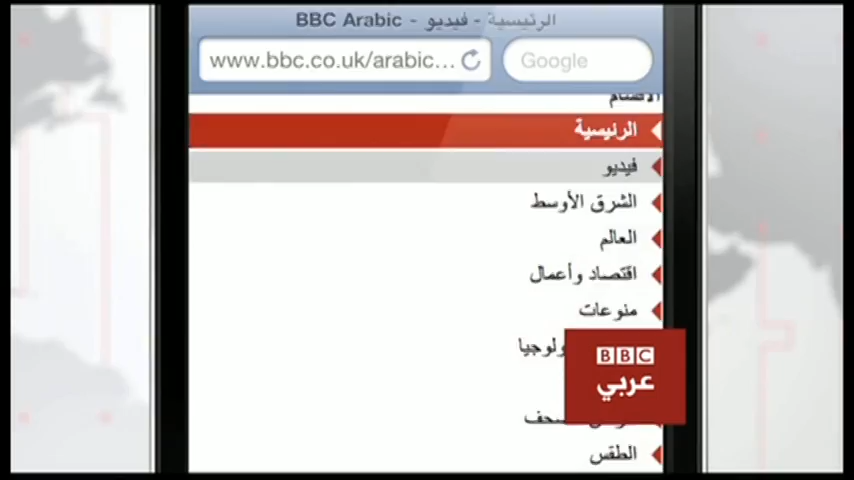 BBC Arabic - الرئيسية - فيديو
www.bbc.co.uk/arabic...
Google
الأقسام
الرئيسية
فيديو
الشرق الأوسط
العالم
اقتصاد وأعمال
منوعات
BBC
عربي
الطقس